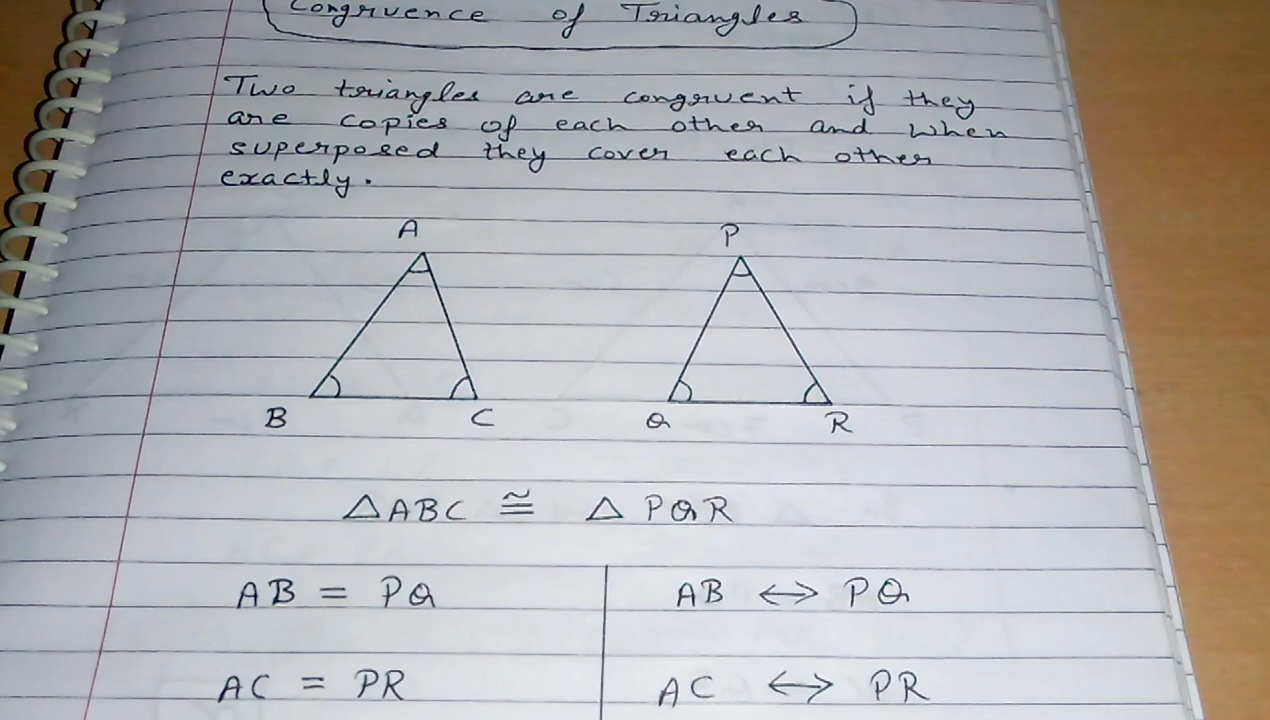 Congruence of Triangles
Two triangles are congruent if they
are copies of each other and when
superposed they cover each other
exactly.
A P
B C Q R
△ABC ≅ △PQR
AB = PQ AB ↔ PQ
AC = PR AC ↔ PR